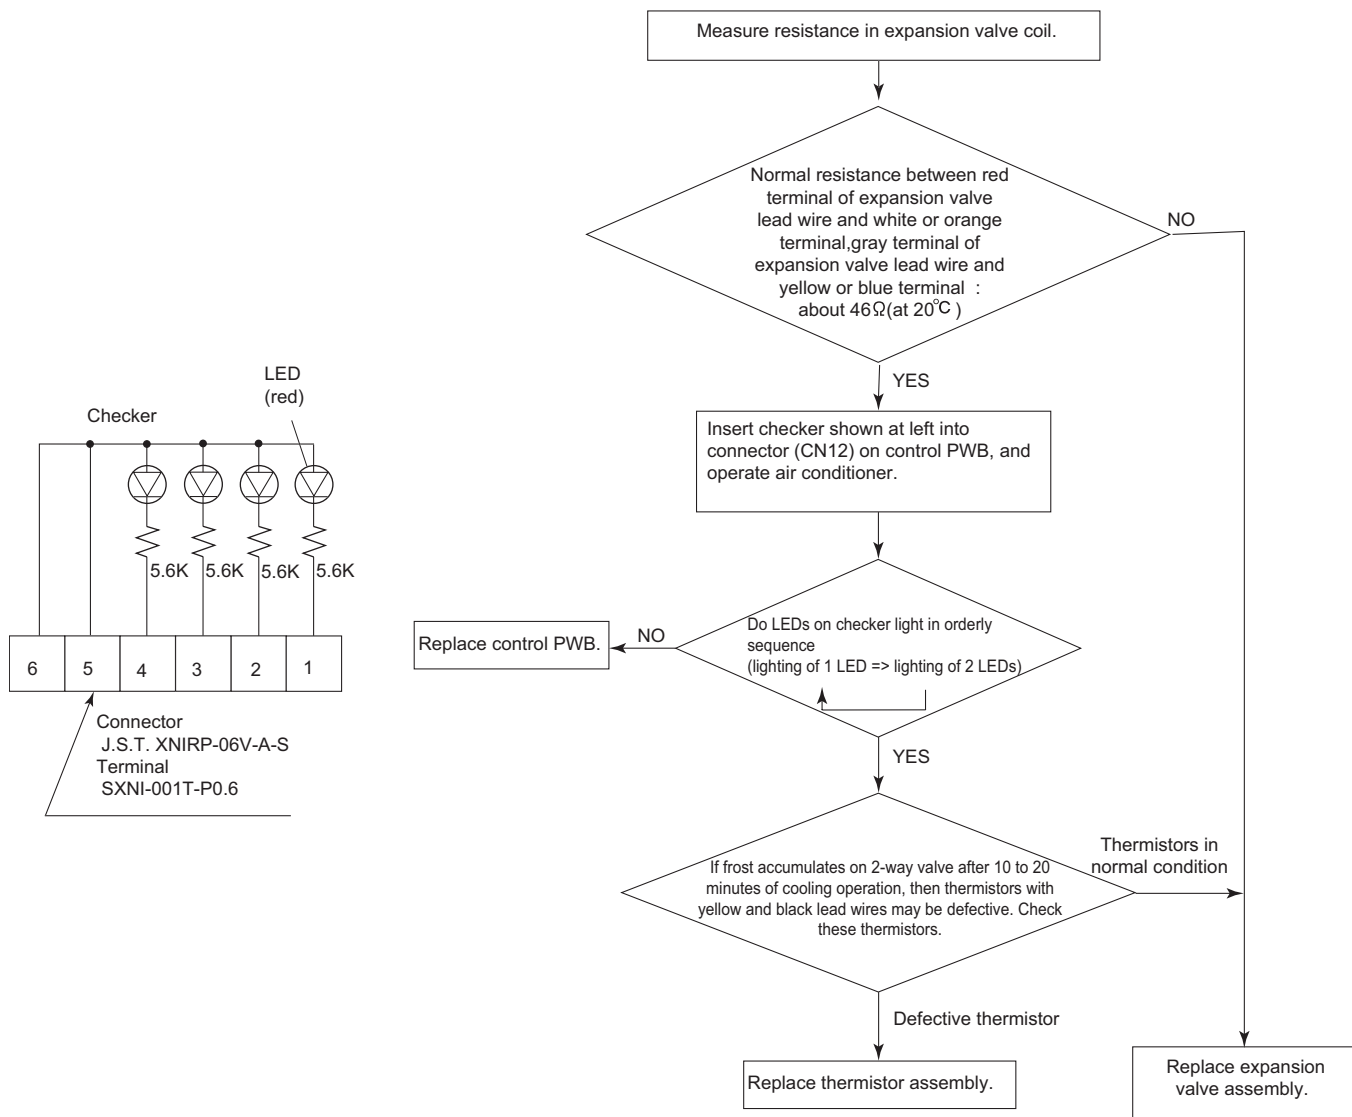 Measure resistance in expansion valve coil.
Normal resistance between red
terminal of expansion valve
lead wire and white or orange
terminal,gray terminal of
expansion valve lead wire and
yellow or blue terminal :
about 46Ω(at 20°C )
NO
YES
LED
(red)
Checker
5.6K
5.6K
5.6K
5.6K
6
5
4
3
2
1
Connector
J.S.T. XNIRP-06V-A-S
Terminal
SXNI-001T-P0.6
Insert checker shown at left into
connector (CN12) on control PWB, and
operate air conditioner.
Do LEDs on checker light in orderly
sequence
(lighting of 1 LED => lighting of 2 LEDs)
NO
Replace control PWB.
YES
If frost accumulates on 2-way valve after 10 to 20
minutes of cooling operation, then thermistors with
yellow and black lead wires may be defective. Check
these thermistors.
Thermistors in
normal condition
Defective thermistor
Replace thermistor assembly.
Replace expansion
valve assembly.